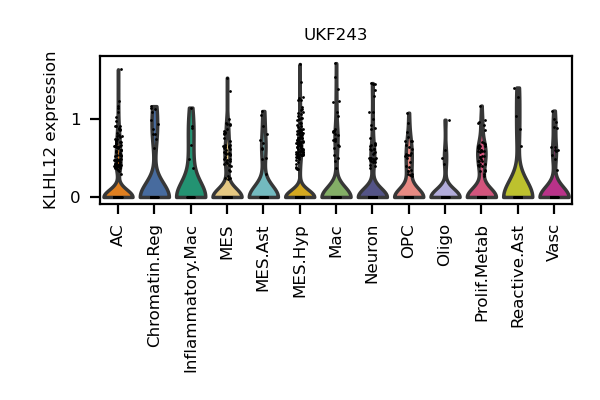 UKF243
KLHL12 expression
1
0
AC
Chromatin.Reg
Inflammatory.Mac
MES
MES.Ast
MES.Hyp
Mac
Neuron
OPC
Oligo
Prolif.Metab
Reactive.Ast
Vasc